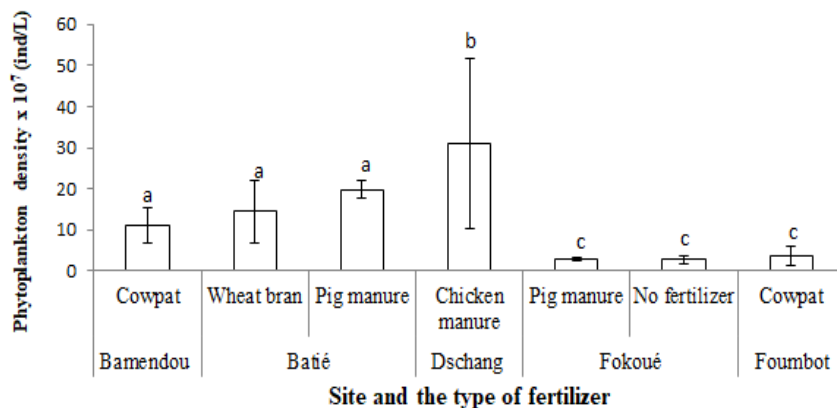 Phytoplankton density x 10⁷ (ind/L)
60
50
40
30
20
10
0
a
a
a
b
c
c
c
Cowpat
Wheat bran
Pig manure
Chicken manure
Pig manure
No fertilizer
Cowpat
Bamendou
Batié
Dschang
Fokoué
Foumbot
Site and the type of fertilizer